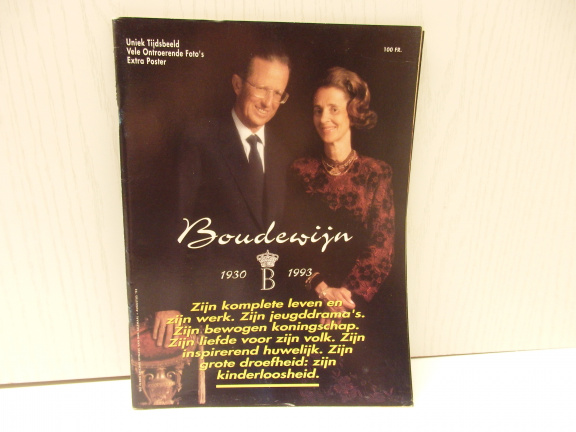 Uniek Tijdsbeeld
Vele Ontroerende Foto's
Extra Poster
100 FR.
Boudewijn
1930 B 1993
Zijn komplete leven en
zijn werk. Zijn jeugddrama's.
Zijn bewogen koningschap.
Zijn liefde voor zijn volk. Zijn
inspirerend huwelijk. Zijn
grote droefheid: zijn
kinderloosheid.